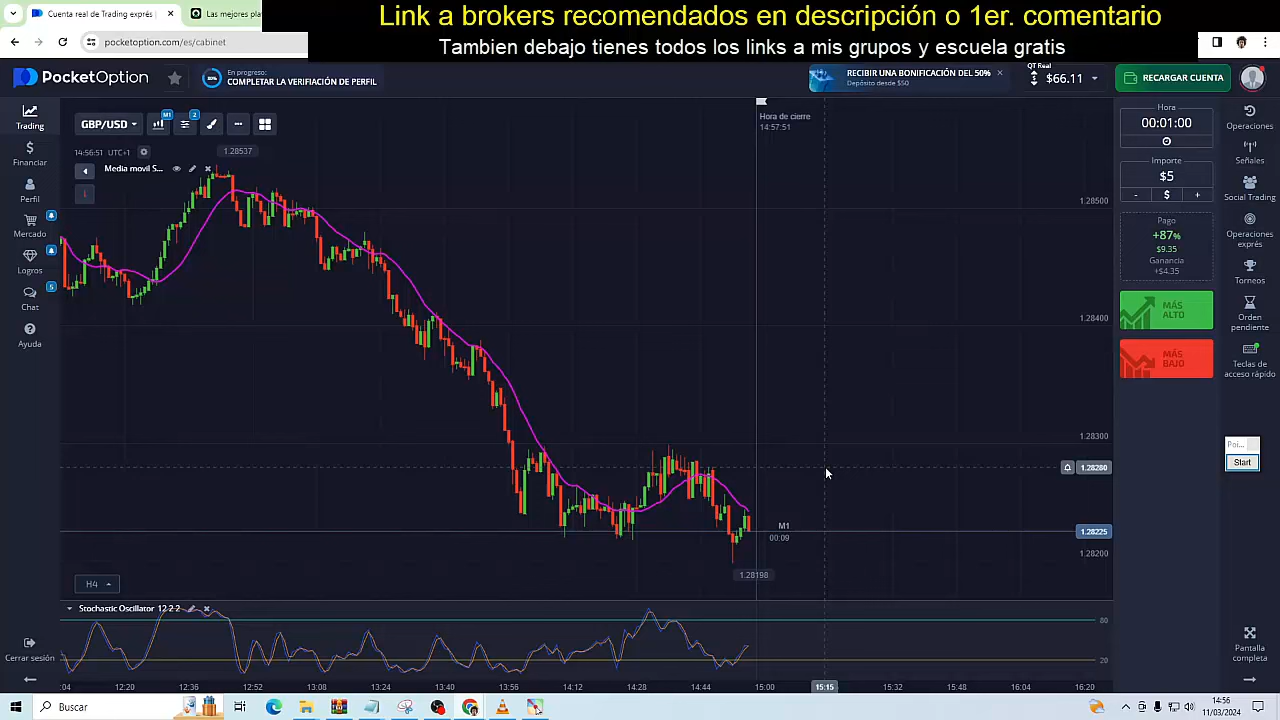 Link a brokers recomendados en descripción o 1er. comentario
Tambien debajo tienes todos los links a mis grupos y escuela gratis
Cuenta real de Trading exprés |
Las mejores pla
pocketoption.com/es/cabinet
PocketOption
En progreso:
COMPLETAR LA VERIFIACIÓN DE PERFIL
RECIBIR UNA BONIFICACIÓN DEL 50%
Depósito desde $50
QT Real
$66.11
RECARGAR CUENTA
Trading
Financiar
Perfil
Mercado
Logros
5
Chat
Ayuda
Cerrar sesión
GBP/USD
M1
2
14:56:51 UTC+1
1.28537
Media movil S...
Hora de cierre
14:57:51
1.28500
1.28400
1.28300
1.28280
1.28225
1.28200
M1
00:09
1.28198
H4
Stochastic Oscillator 12 2 2
80
20
:04 12:20 12:36 12:52 13:08 13:24 13:40 13:56 14:12 14:28 14:44 15:00 15:15 15:32 15:48 16:04 16:20
Hora
00:01:00
Importe
$5
- $ +
Pago
+87%
$9.35
Ganancia
+$4.35
MÁS ALTO
MÁS BAJO
Operaciones
Señales
Social Trading
Operaciones exprés
Torneos
Orden pendiente
Teclas de acceso rápido
Poi...
Start
Pantalla completa
Buscar
14:56
11/03/2024